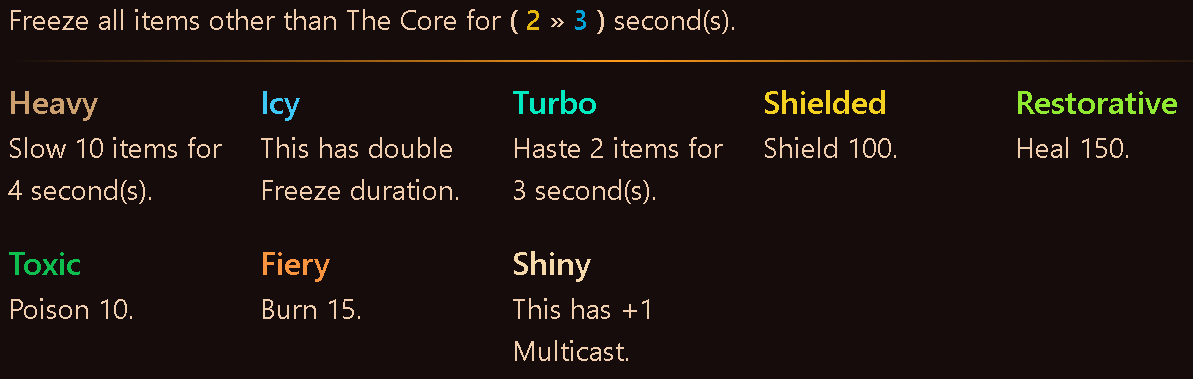 Freeze all items other than The Core for ( 2 » 3 ) second(s).
Heavy
Slow 10 items for
4 second(s).
Icy
This has double
Freeze duration.
Turbo
Haste 2 items for
3 second(s).
Shielded
Shield 100.
Restorative
Heal 150.
Toxic
Poison 10.
Fiery
Burn 15.
Shiny
This has +1
Multicast.